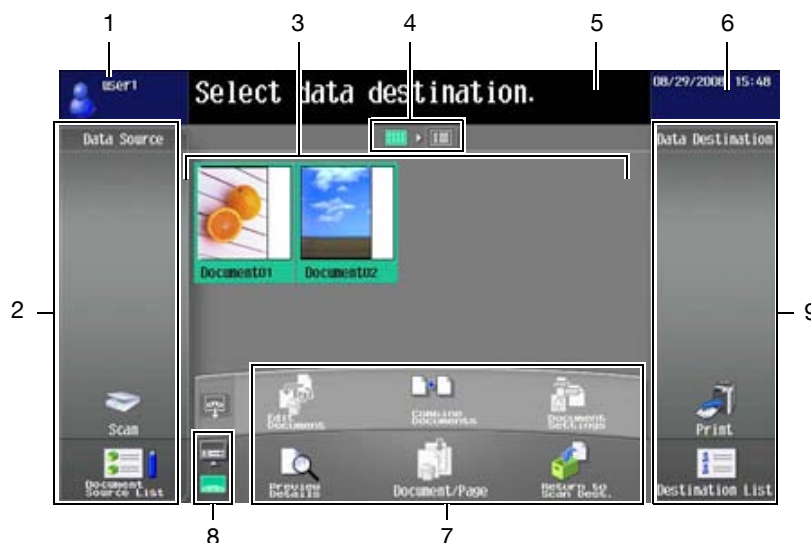 1 3 4 5 6
user1
Select data destination.
08/29/2008 15:48
Data Source
Data Destination
Document01
Document02
2
9
Scan
Edit
Document
Combine
Documents
Document
Settings
Print
Document
Source List
Preview
Details
Document/Page
Return to
Scan Dest.
Destination List
8 7